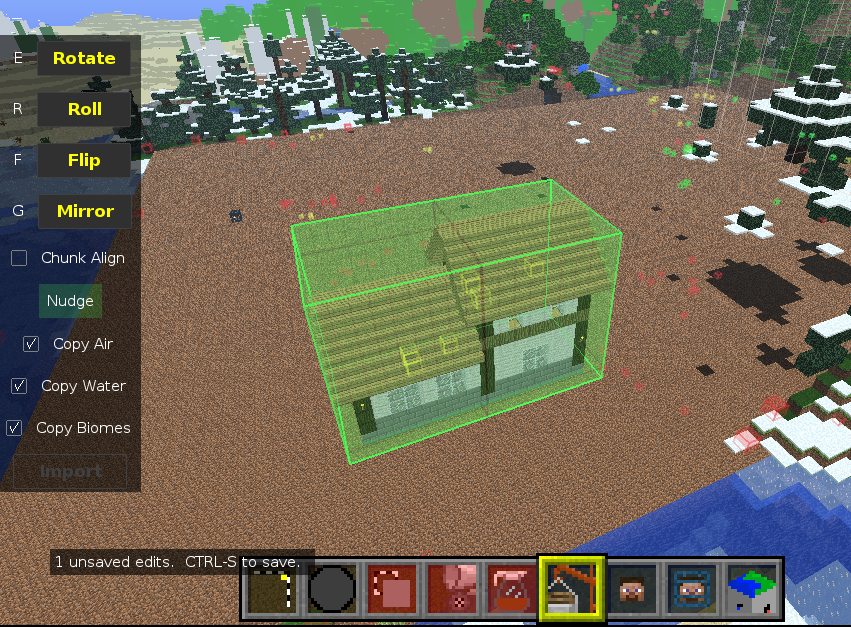 E Rotate
R Roll
F Flip
G Mirror
Chunk Align
Nudge
Copy Air
Copy Water
Copy Biomes
Import
1 unsaved edits. CTRL-S to save.